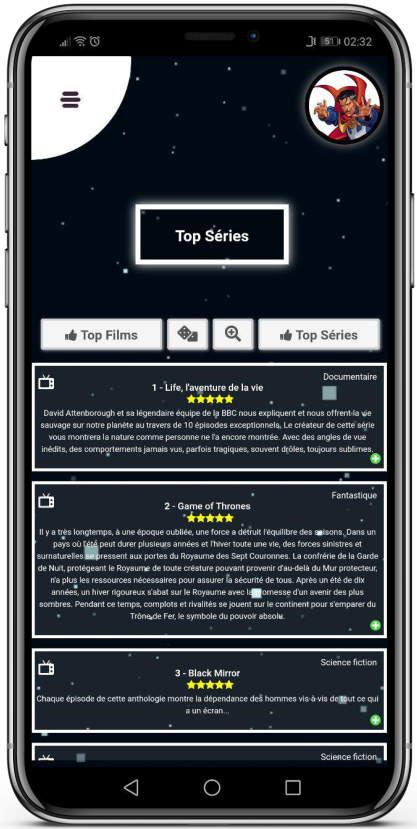 51 02:32
Top Séries
Top Films
Top Séries
Documentaire
1 - Life, l'aventure de la vie
David Attenborough et sa légendaire équipe de la BBC nous expliquent et nous offrent la vie
sauvage sur notre planète au travers de 10 épisodes exceptionnels, Le créateur de cette série
vous montrera la nature comme personne ne l'a encore montrée. Avec des angles de vue
inédits, des comportements jamais vus, parfois tragiques, souvent drôles, toujours sublimes.
Fantastique
2 - Game of Thrones
Il y a très longtemps, à une époque oubliée, une force a détruit l'équilibre des saisons. Dans un
pays où l'été peut durer plusieurs années et l'hiver toute une vie, des forces sinistres et
surnaturelles se pressent aux portes du Royaume des Sept Couronnes. La confrérie de la Garde
de Nuit, protégeant le Royaume de toute créature pouvant provenir d'au-delà du Mur protecteur,
n'a plus les ressources nécessaires pour assurer la sécurité de tous. Après un été de dix
années, un hiver rigoureux s'abat sur le Royaume avec la promesse d'un avenir des plus
sombres. Pendant ce temps, complots et rivalités se jouent sur le continent pour s'emparer du
Trône de Fer, le symbole du pouvoir absolu.
Science fiction
3 - Black Mirror
Chaque épisode de cette anthologie montre la dépendance des hommes vis-à-vis de tout ce qui
a un écran...
Science fiction